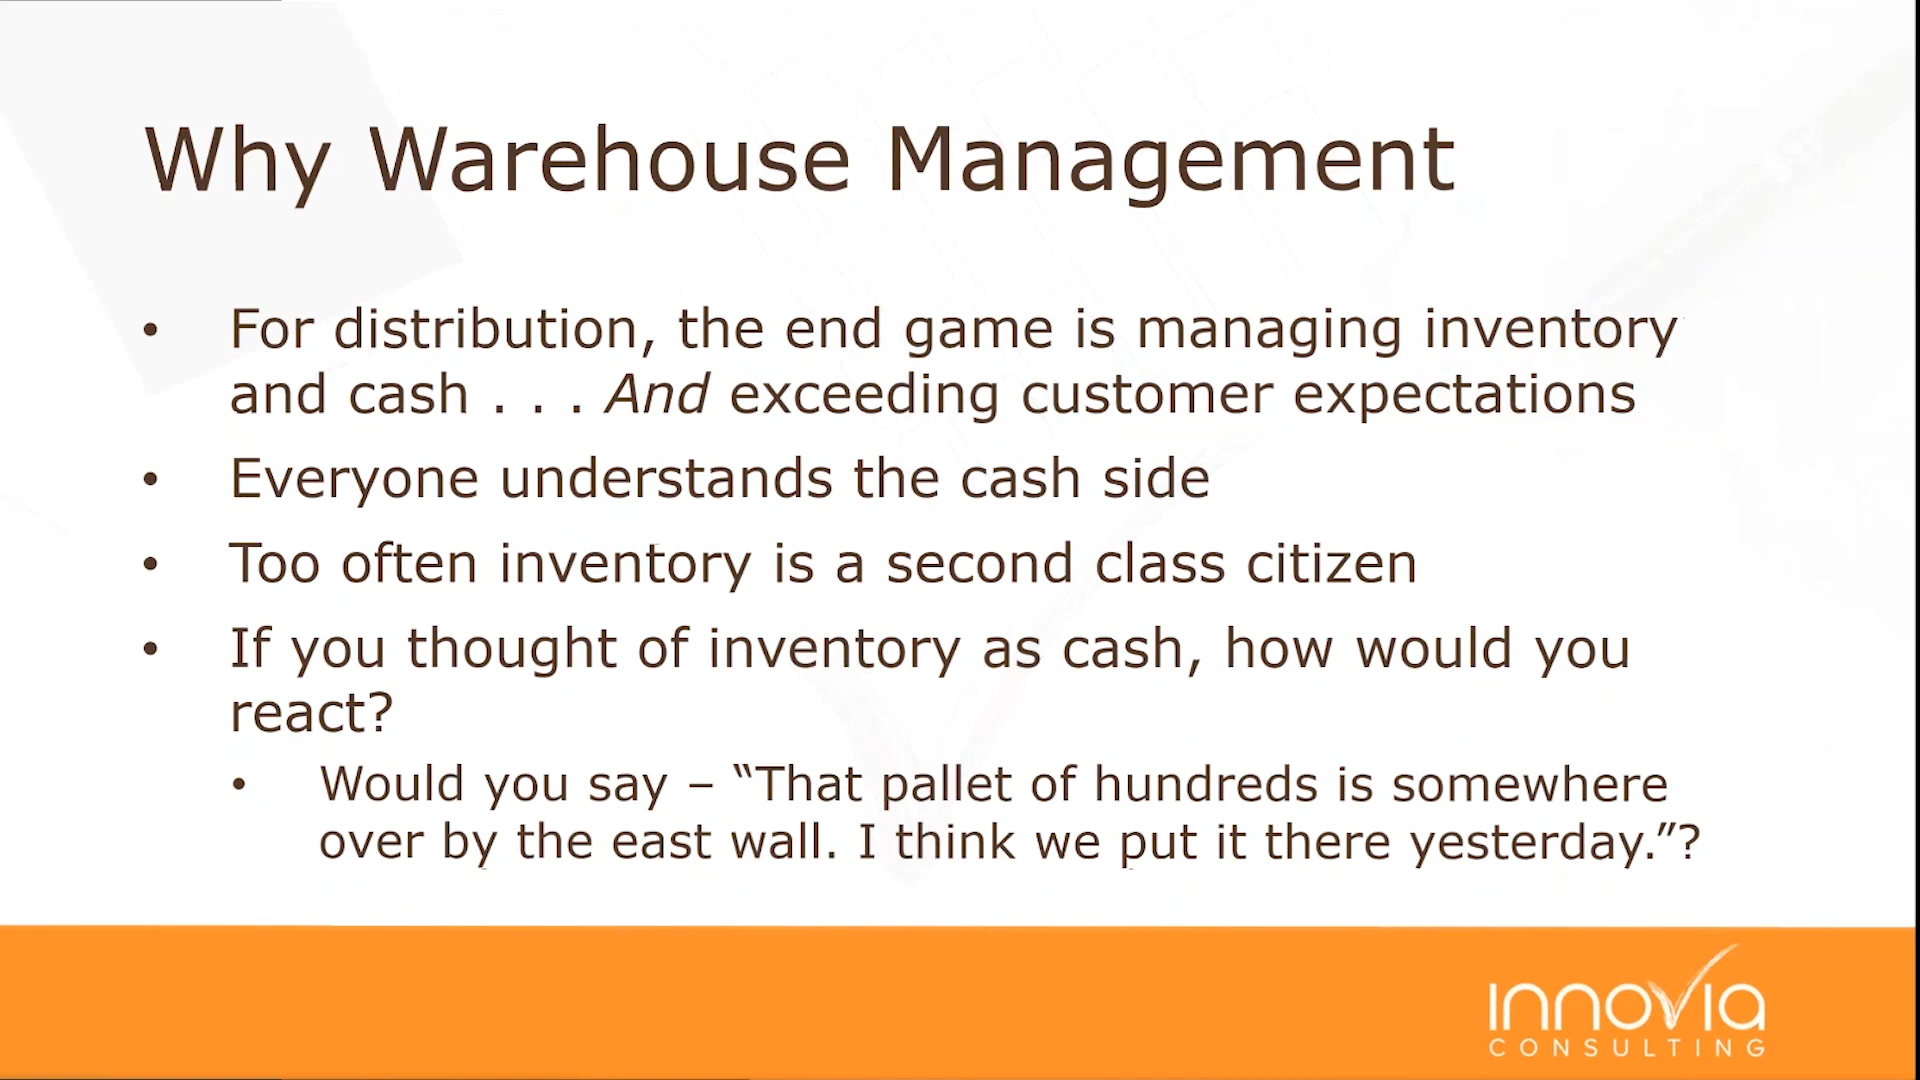 Why Warehouse Management
• For distribution, the end game is managing inventory
and cash . . . And exceeding customer expectations
• Everyone understands the cash side
• Too often inventory is a second class citizen
• If you thought of inventory as cash, how would you
react?
• Would you say – “That pallet of hundreds is somewhere
over by the east wall. I think we put it there yesterday.”?
innovia
CONSULTING